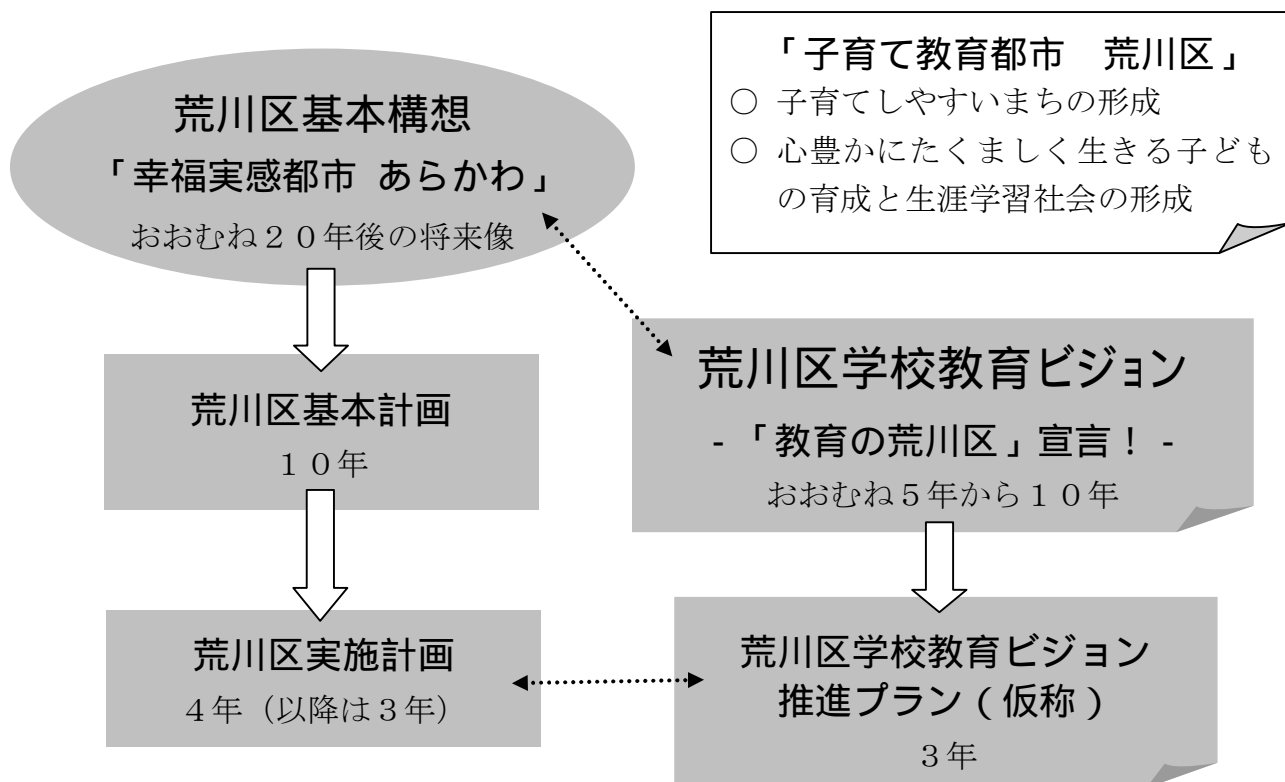 荒川区基本構想
「幸福実感都市 あらかわ」
おおむね２０年後の将来像
荒川区基本計画
１０年
荒川区実施計画
４年（以降は３年）
「子育て教育都市　荒川区」
○ 子育てしやすいまちの形成
○ 心豊かにたくましく生きる子ども
の育成と生涯学習社会の形成
荒川区学校教育ビジョン
-「教育の荒川区」宣言！-
おおむね５年から１０年
荒川区学校教育ビジョン
推進プラン（仮称）
３年